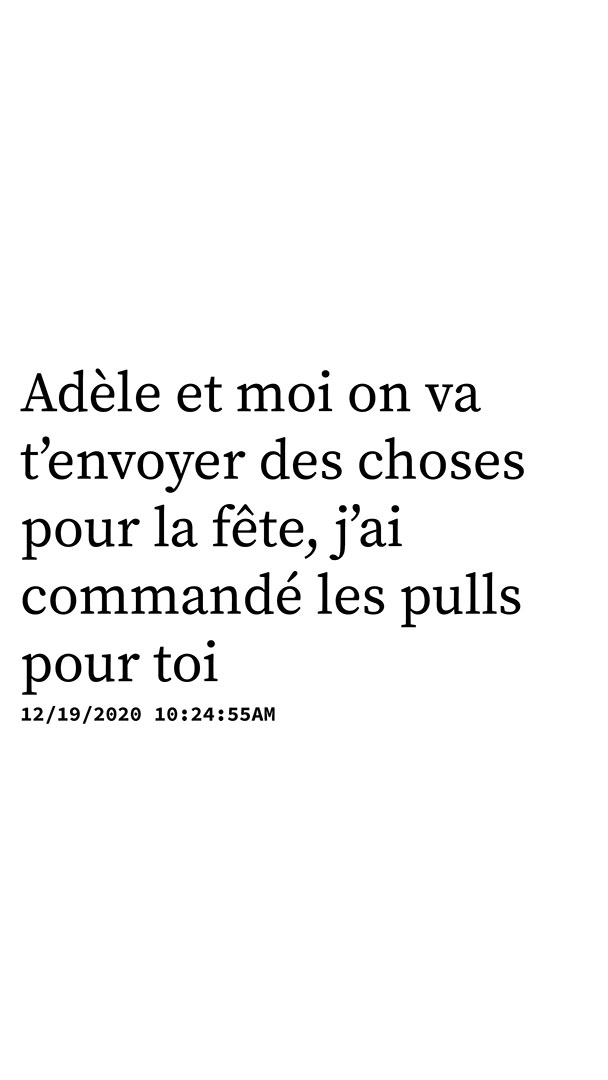 Adèle et moi on va
t’envoyer des choses
pour la fête, j’ai
commandé les pulls
pour toi
12/19/2020 10:24:55AM